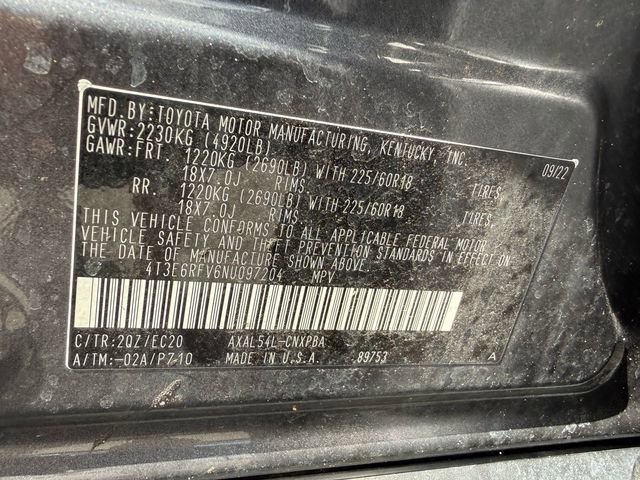 MFD.BY:TOYOTA MOTOR MANUFACTURING, KENTUCKY, INC.
GVWR:2230KG (4920LB) 09/22
GAWR:FRT. 1220KG (2690LB) WITH 225/60R18 TIRES,
18X7.0J RIMS,
RR. 1220KG (2690LB) WITH 225/60R18 TIRES,
18X7.0J RIMS,
THIS VEHICLE CONFORMS TO ALL APPLICABLE FEDERAL MOTOR
VEHICLE SAFETY AND THEFT PREVENTION STANDARDS IN EFFECT ON
THE DATE OF MANUFACTURE SHOWN ABOVE.
4T3E6RFV6NU097204 MPV
C/TR:2QZ/EC20 AXAL54L-CNXPBA
A/TM:-02A/P710 MADE IN U.S.A. 89753 A